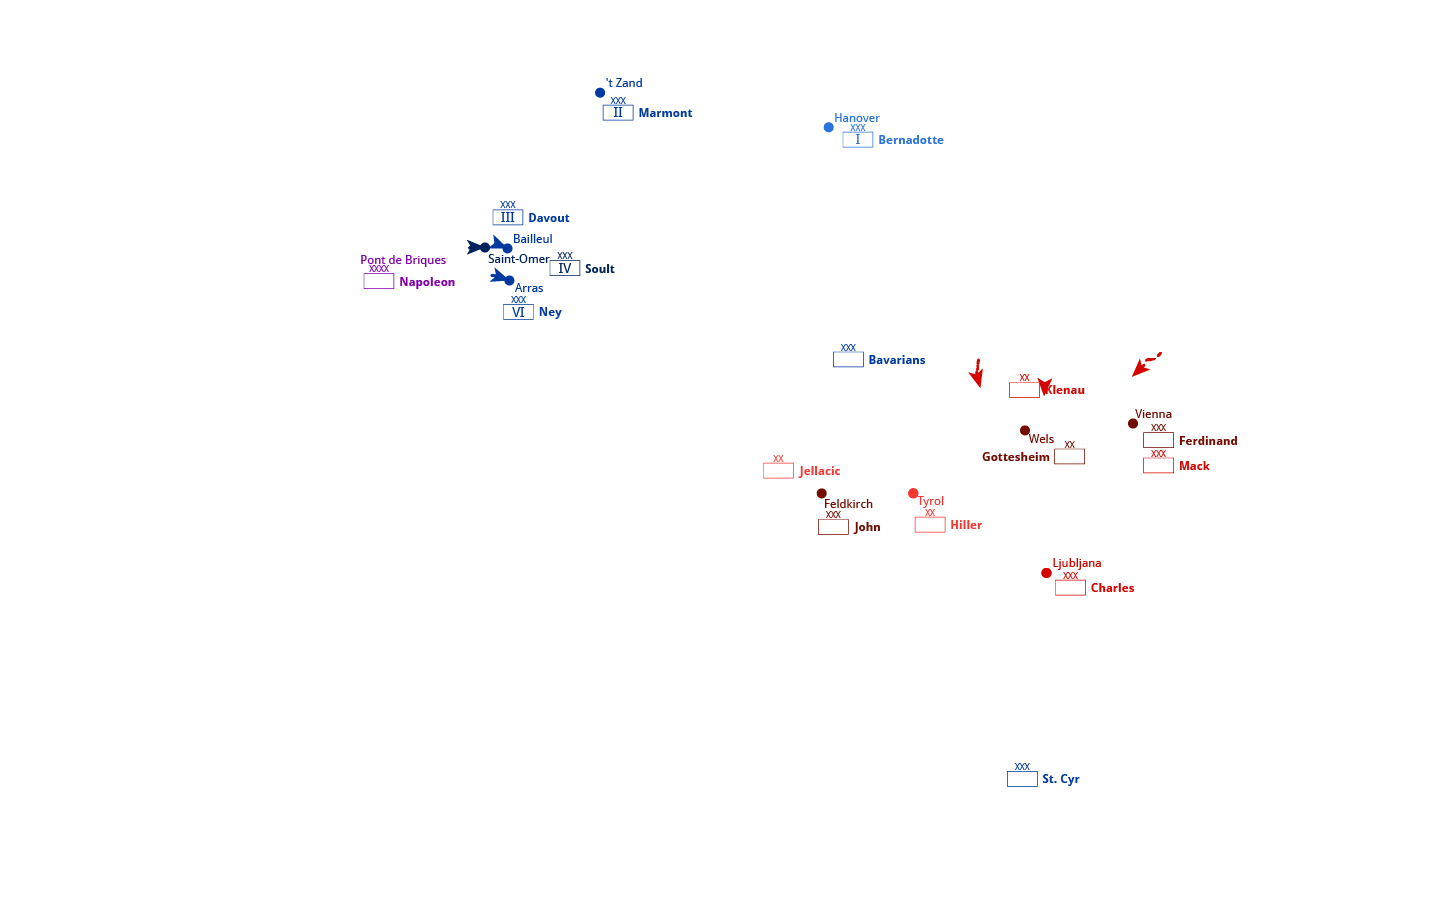 't Zand
XXX
II Marmont
Hanover
XXX
I Bernadotte
XXX
III Davout
Bailleul
Saint-Omer
XXX
IV Soult
Pont de Briques
XXXX
Napoleon
Arras
XXX
VI Ney
XXX
Bavarians
XX
Klenau
Vienna
XXX
Ferdinand
XXX
Mack
Wels
XX
Gottesheim
XX
Jellacic
Feldkirch
XXX
John
Tyrol
XX
Hiller
Ljubljana
XXX
Charles
XXX
St. Cyr